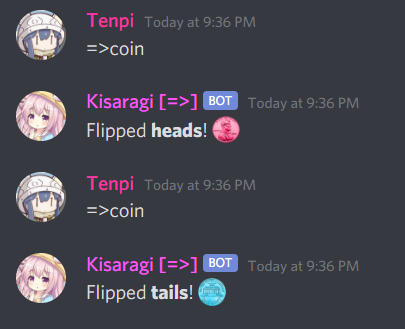 Tenpi Today at 9:36 PM
=>coin
Kisaragi [=>] BOT Today at 9:36 PM
Flipped heads!
Tenpi Today at 9:36 PM
=>coin
Kisaragi [=>] BOT Today at 9:36 PM
Flipped tails!